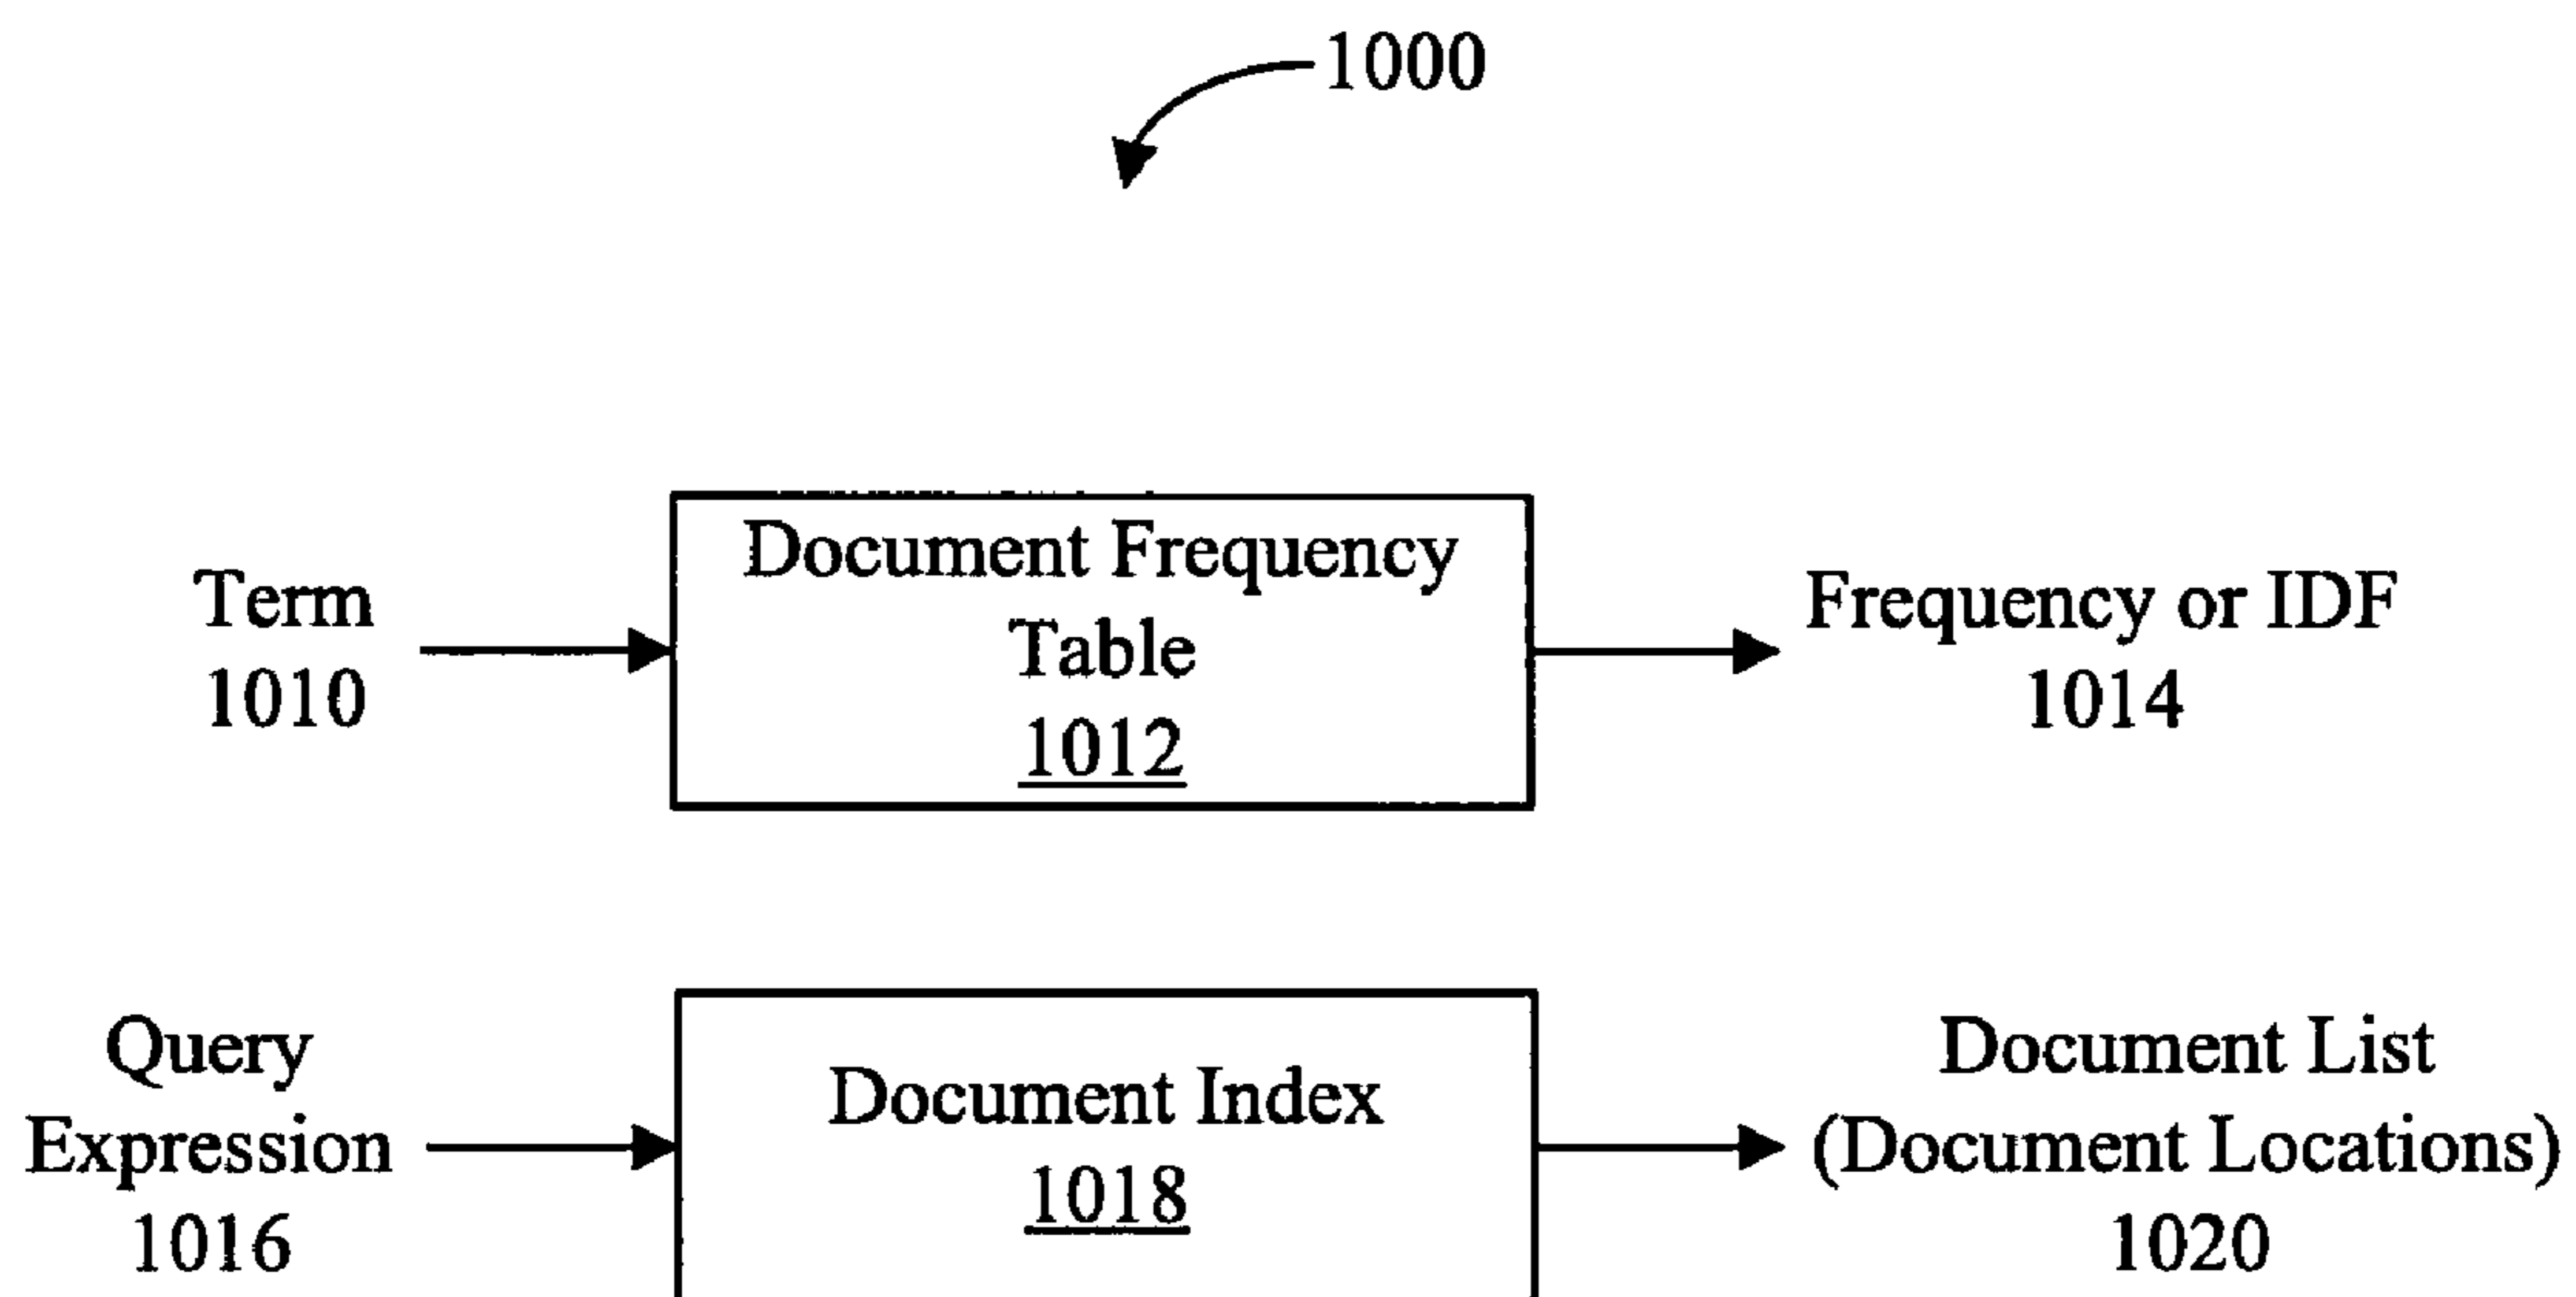 1000
Term
1010
Document Frequency
Table
1012
Frequency or IDF
1014
Query
Expression
1016
Document Index
1018
Document List
(Document Locations)
1020